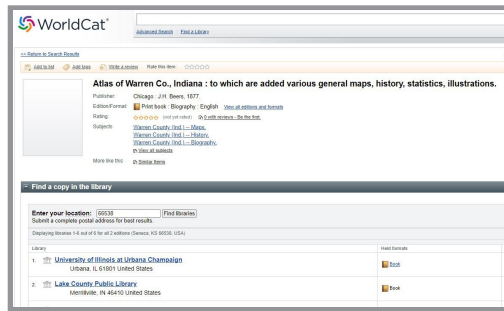 WorldCat®
Advanced Search Find a Library
<< Return to Search Results
Add to list Add tags Write a review Rate this item:
Atlas of Warren Co., Indiana : to which are added various general maps, history, statistics, illustrations.
Publisher: Chicago : J.H. Beers, 1877.
Edition/Format: Print book : Biography : English View all editions and formats
Rating: (not yet rated) 0 with reviews - Be the first.
Subjects Warren County (Ind.) -- Maps.
Warren County (Ind.) -- History.
Warren County (Ind.) -- Biography.
View all subjects
More like this: Similar Items
Find a copy in the library
Enter your location: 66538 Find libraries
Submit a complete postal address for best results.
Displaying libraries 1-6 out of 6 for all 2 editions (Seneca, KS 66538, USA)
Library Held formats
1. University of Illinois at Urbana Champaign Book
Urbana, IL 61801 United States
2. Lake County Public Library Book
Merrillville, IN 46410 United States